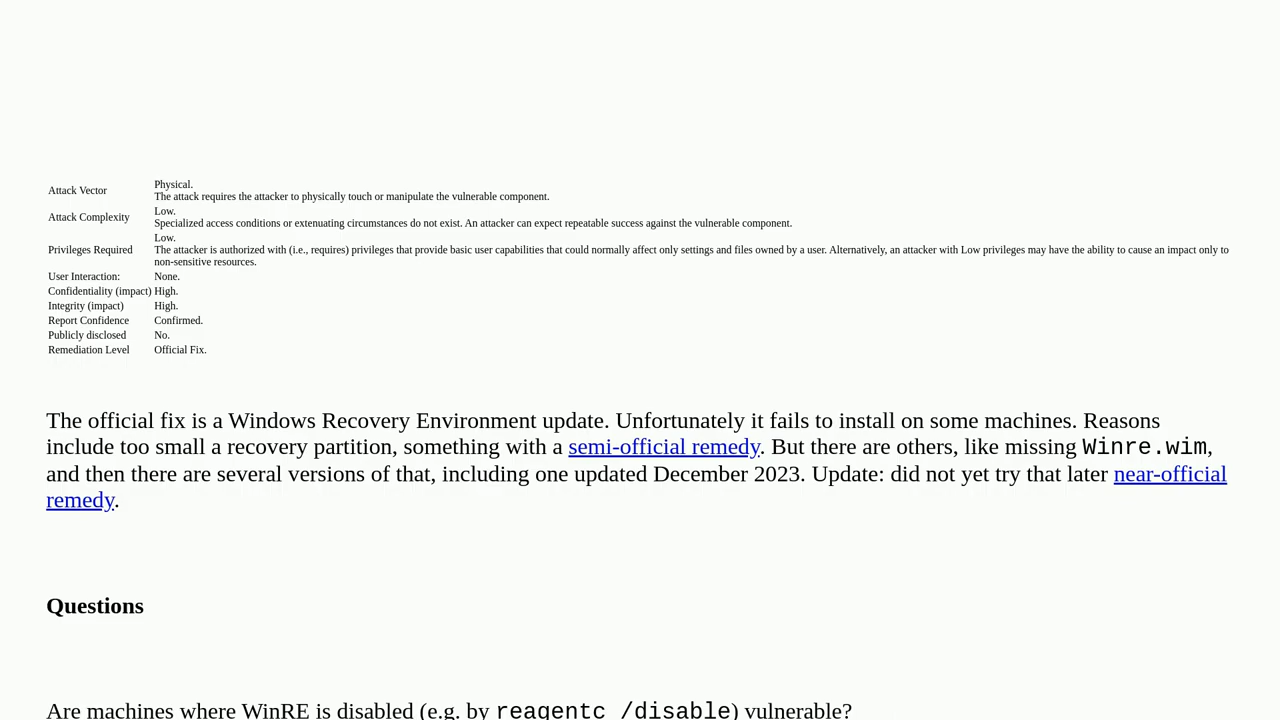 Attack Vector
Physical.
The attack requires the attacker to physically touch or manipulate the vulnerable component.
Attack Complexity
Low.
Specialized access conditions or extenuating circumstances do not exist. An attacker can expect repeatable success against the vulnerable component.
Privileges Required
Low.
The attacker is authorized with (i.e., requires) privileges that provide basic user capabilities that could normally affect only settings and files owned by a user. Alternatively, an attacker with Low privileges may have the ability to cause an impact only to
non-sensitive resources.
User Interaction: None.
Confidentiality (impact) High.
Integrity (impact) High.
Report Confidence Confirmed.
Publicly disclosed No.
Remediation Level Official Fix.
The official fix is a Windows Recovery Environment update. Unfortunately it fails to install on some machines. Reasons
include too small a recovery partition, something with a semi-official remedy. But there are others, like missing Winre.wim,
and then there are several versions of that, including one updated December 2023. Update: did not yet try that later near-official
remedy.
Questions
Are machines where WinRE is disabled (e.g. by reagentc /disable) vulnerable?